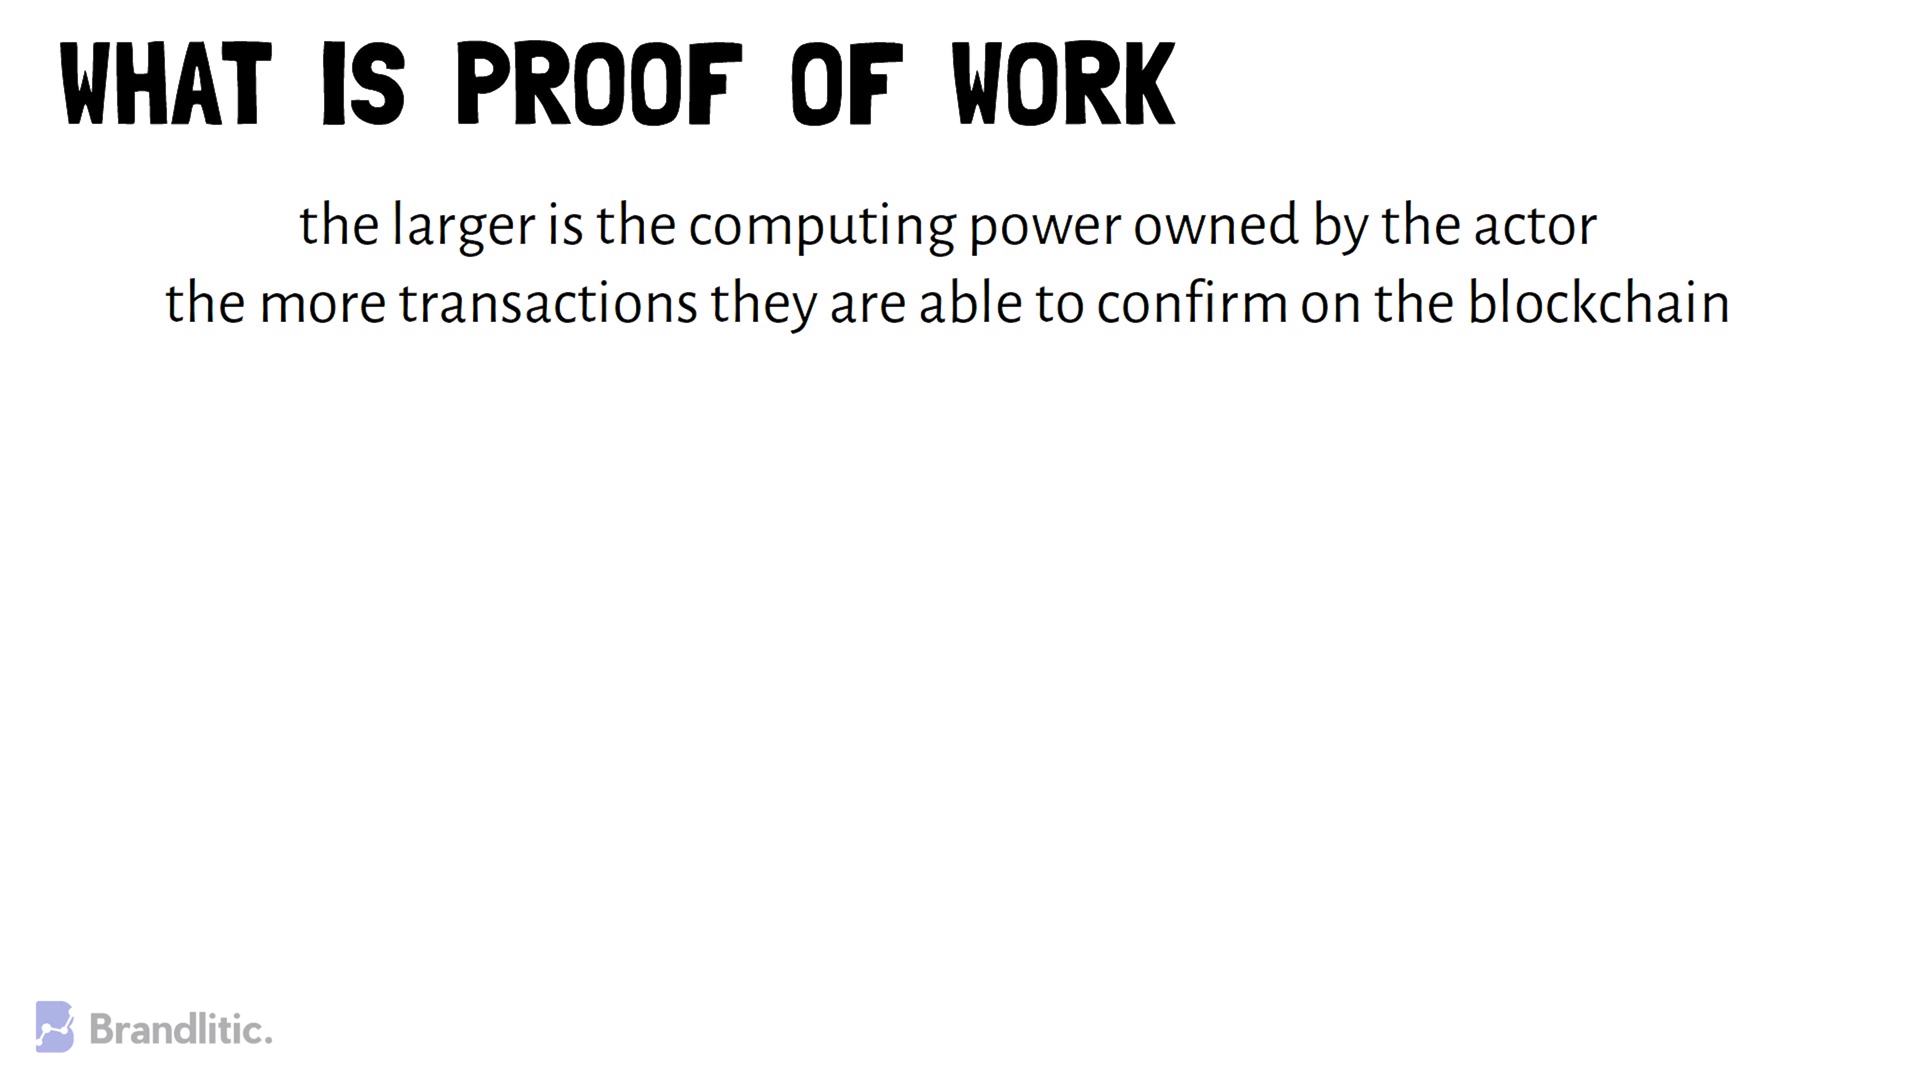 WHAT IS PROOF OF WORK
the larger is the computing power owned by the actor
the more transactions they are able to confirm on the blockchain
Brandlitic.